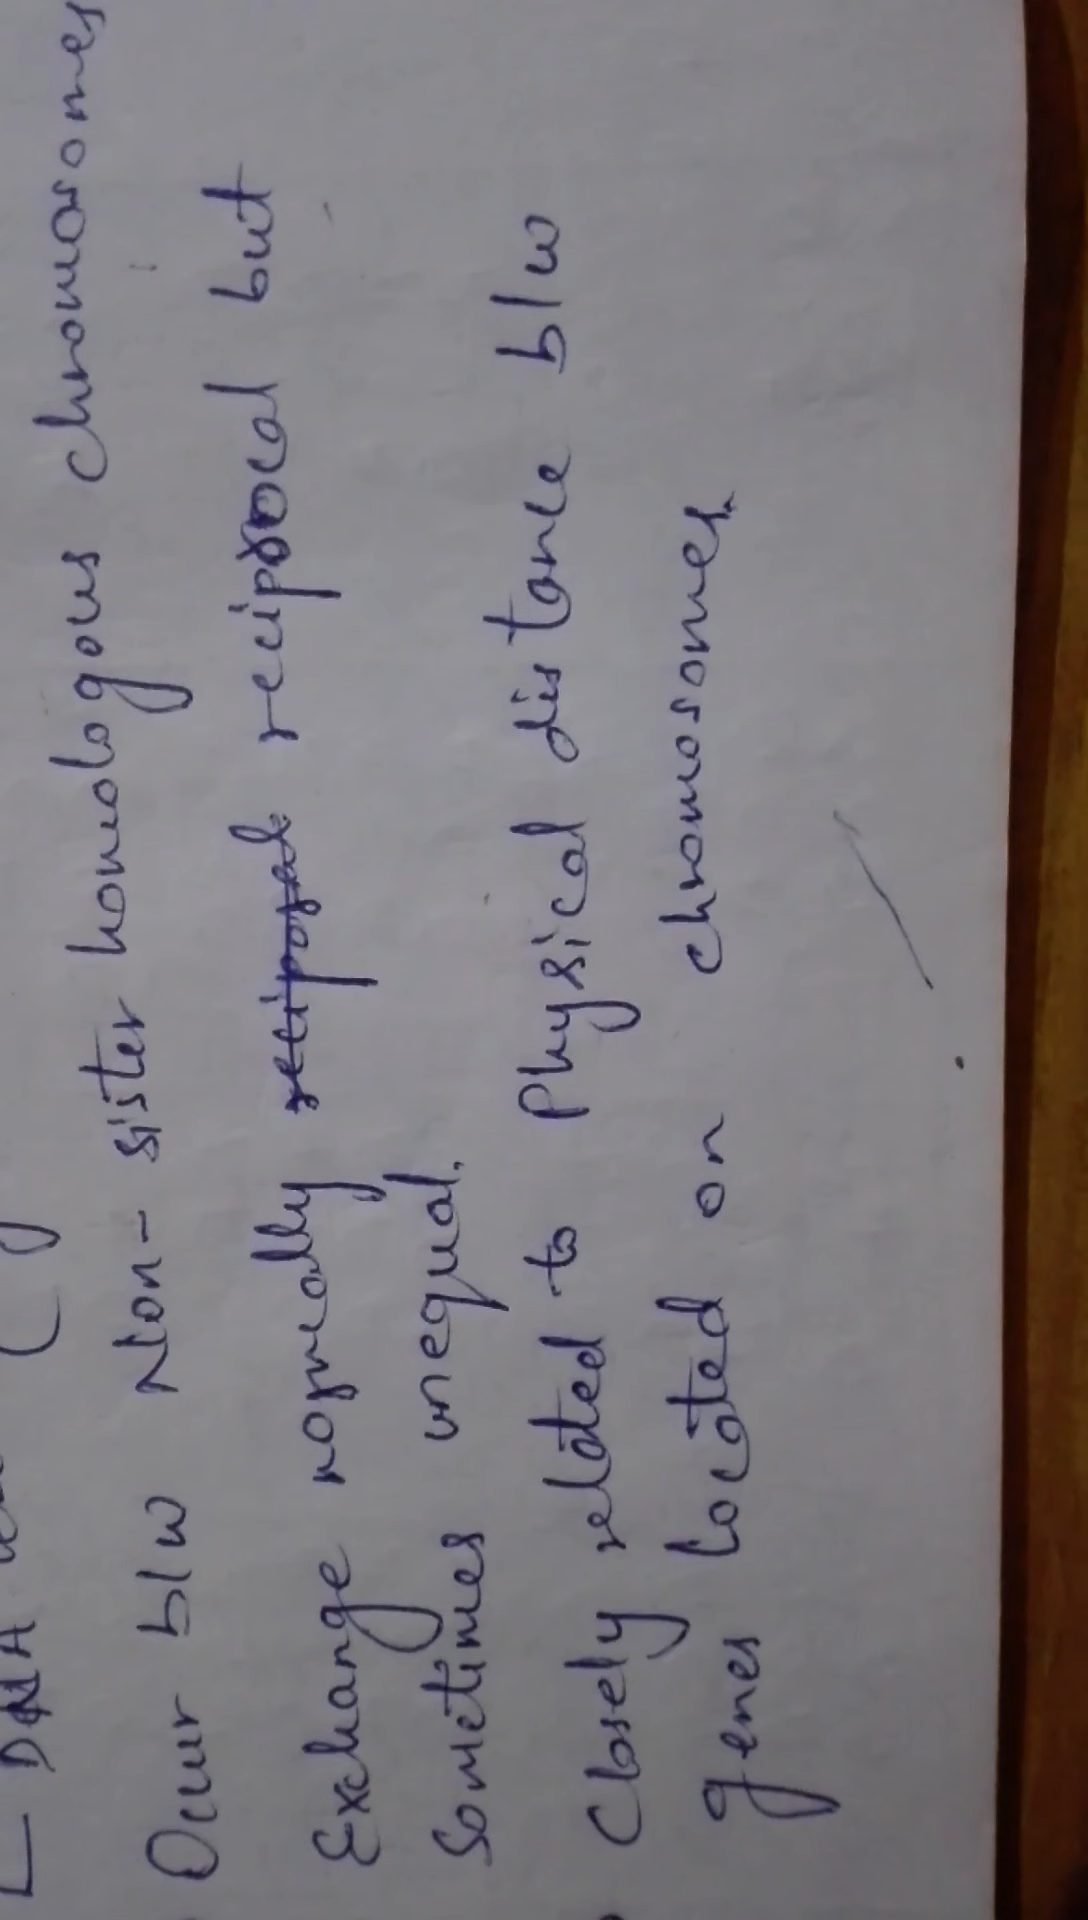 DNA
Occur b/w Non-sister homologous chromosomes
Exchange normally reciprocal but
Sometimes unequal.
Closely related to Physical distance b/w
genes located on chromosomes.